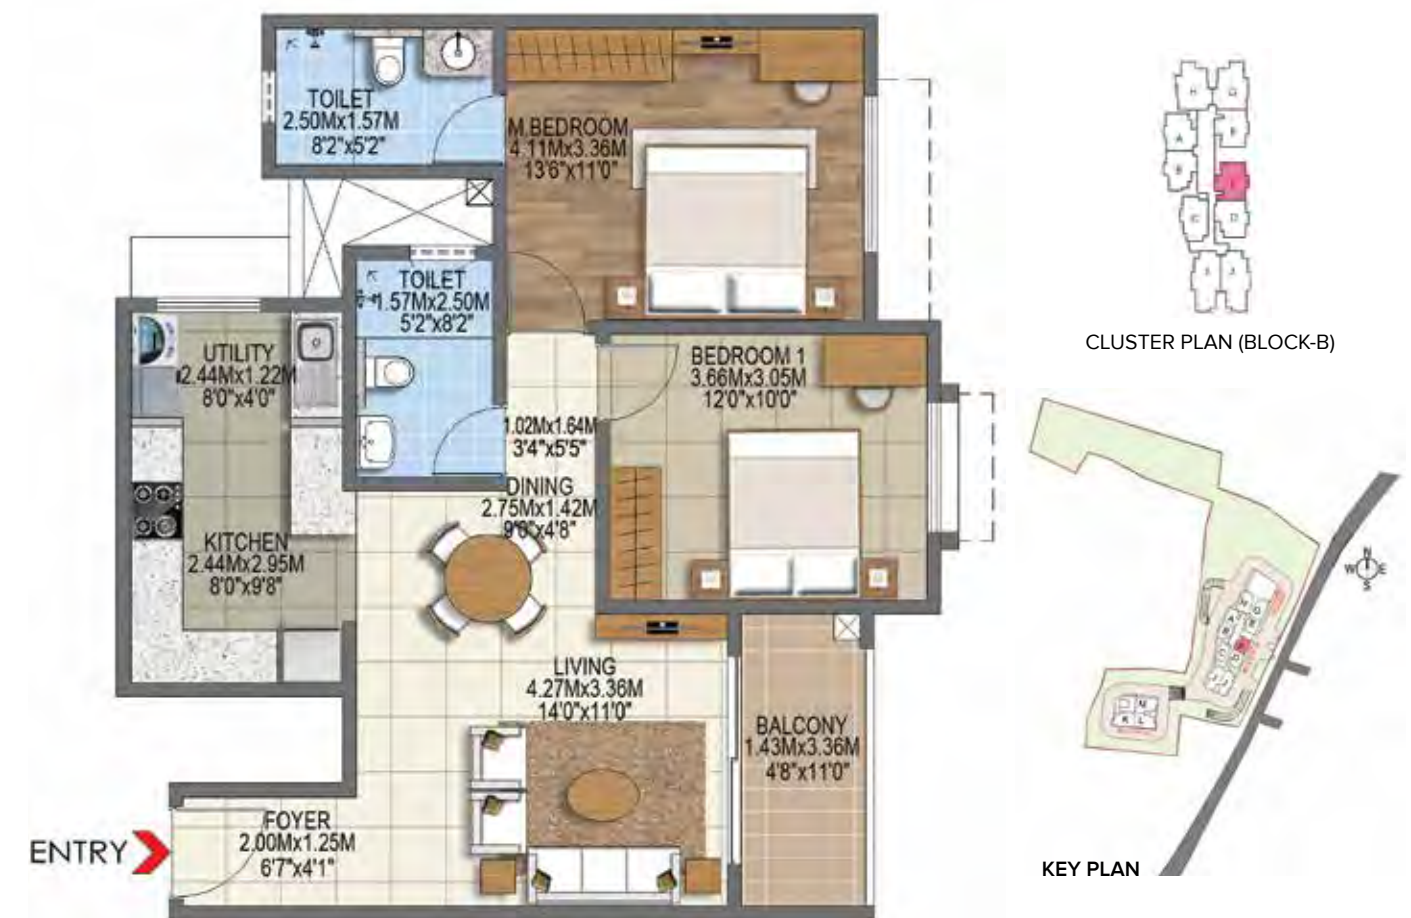 TOILET
2.50Mx1.57M
8'2"x5'2"
M.BEDROOM
4.11Mx3.36M
13'6"x11'0"
TOILET
1.57Mx2.50M
5'2"x8'2"
UTILITY
2.44Mx1.22M
8'0"x4'0"
BEDROOM 1
3.66Mx3.05M
12'0"x10'0"
1.02Mx1.64M
3'4"x5'5"
DINING
2.75Mx1.42M
9'0"x4'8"
KITCHEN
2.44Mx2.95M
8'0"x9'8"
LIVING
4.27Mx3.36M
14'0"x11'0"
BALCONY
1.43Mx3.36M
4'8"x11'0"
FOYER
2.00Mx1.25M
6'7"x4'1"
ENTRY
H G
A F
B
C D
CLUSTER PLAN (BLOCK-B)
N
W E
S
M
K L
KEY PLAN